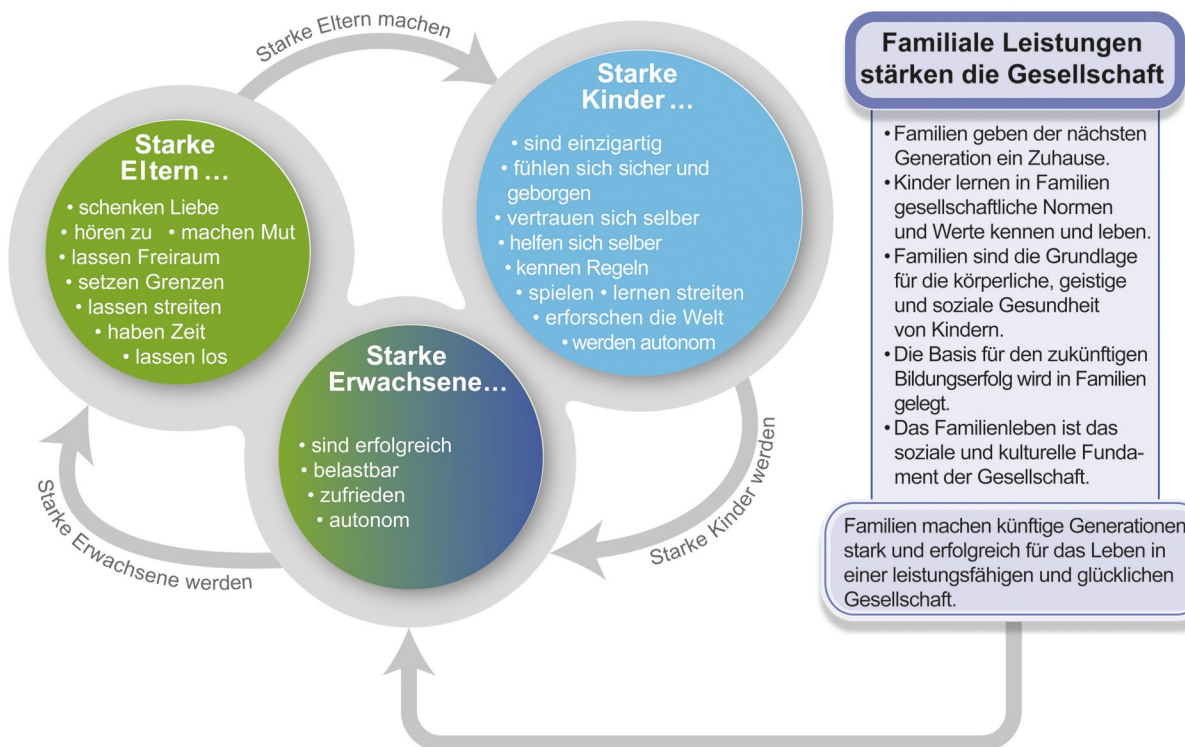 Starke Eltern machen
Starke
Eltern ...
• schenken Liebe
• hören zu • machen Mut
• lassen Freiraum
• setzen Grenzen
• lassen streiten
• haben Zeit
• lassen los
Starke
Kinder ...
• sind einzigartig
• fühlen sich sicher und
geborgen
• vertrauen sich selber
• helfen sich selber
• kennen Regeln
• spielen • lernen streiten
• erforschen die Welt
• werden autonom
Starke Kinder werden
Starke
Erwachsene...
• sind erfolgreich
• belastbar
• zufrieden
• autonom
Starke Erwachsene werden
Familiale Leistungen
stärken die Gesellschaft
• Familien geben der nächsten
Generation ein Zuhause.
• Kinder lernen in Familien
gesellschaftliche Normen
und Werte kennen und leben.
• Familien sind die Grundlage
für die körperliche, geistige
und soziale Gesundheit
von Kindern.
• Die Basis für den zukünftigen
Bildungserfolg wird in Familien
gelegt.
• Das Familienleben ist das
soziale und kulturelle Funda-
ment der Gesellschaft.
Familien machen künftige Generationen
stark und erfolgreich für das Leben in
einer leistungsfähigen und glücklichen
Gesellschaft.